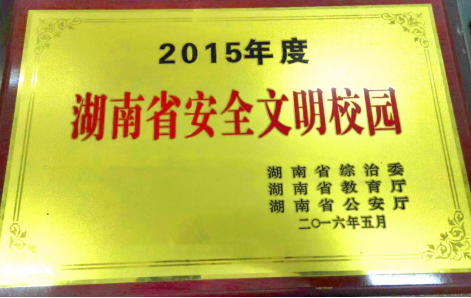 2015年度
湖南省安全文明校园
湖南省综治委
湖南省教育厅
湖南省公安厅
二〇一六年五月